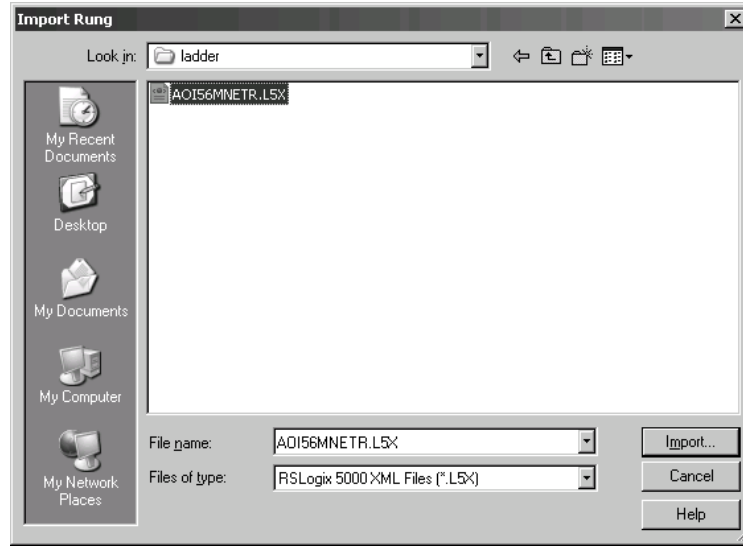 Import Rung
Look in: ladder
AOI56MNETR.L5X
My Recent
Documents
Desktop
My Documents
My Computer
My Network
Places
File name: AOI56MNETR.L5X
Files of type: RSLogix 5000 XML Files (*.L5X)
Import...
Cancel
Help